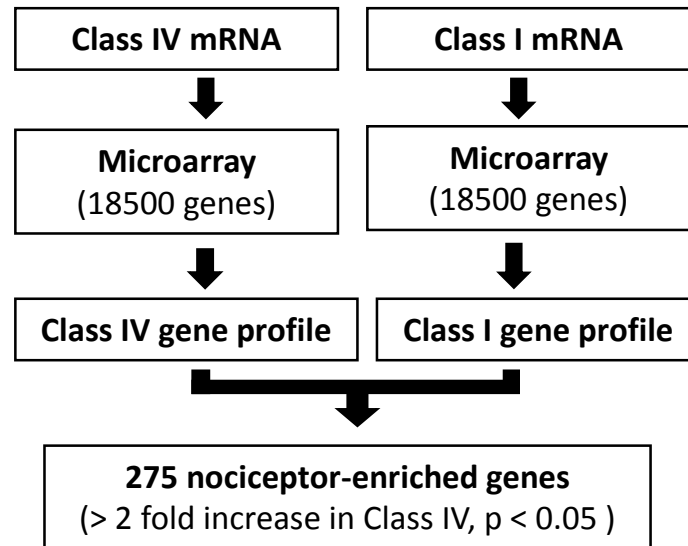 Class IV mRNA
Class I mRNA
Microarray
(18500 genes)
Microarray
(18500 genes)
Class IV gene profile
Class I gene profile
275 nociceptor-enriched genes
(> 2 fold increase in Class IV, p < 0.05 )